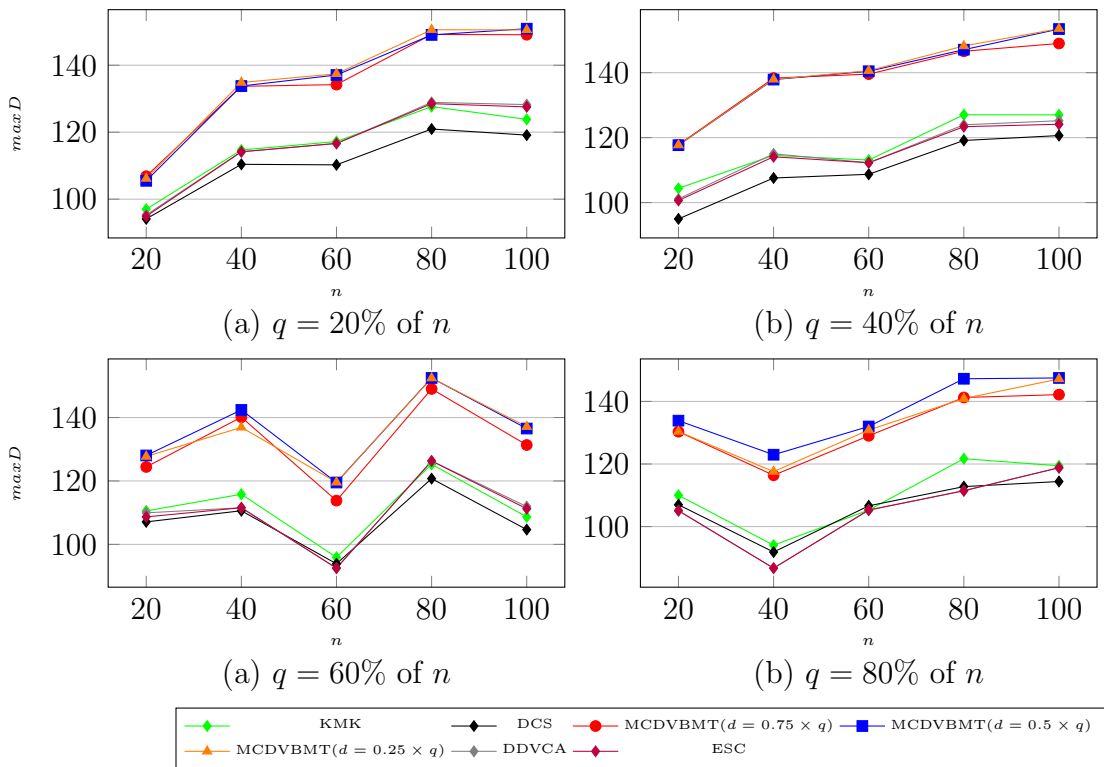 140
120
100
maxD
20 40 60 80 100
n
(a) q = 20% of n
140
120
100
20 40 60 80 100
n
(b) q = 40% of n
140
120
100
maxD
20 40 60 80 100
n
(a) q = 60% of n
140
120
100
20 40 60 80 100
n
(b) q = 80% of n
KMK DCS MCDVBMT(d = 0.75 × q) MCDVBMT(d = 0.5 × q)
MCDVBMT(d = 0.25 × q) DDVCA ESC